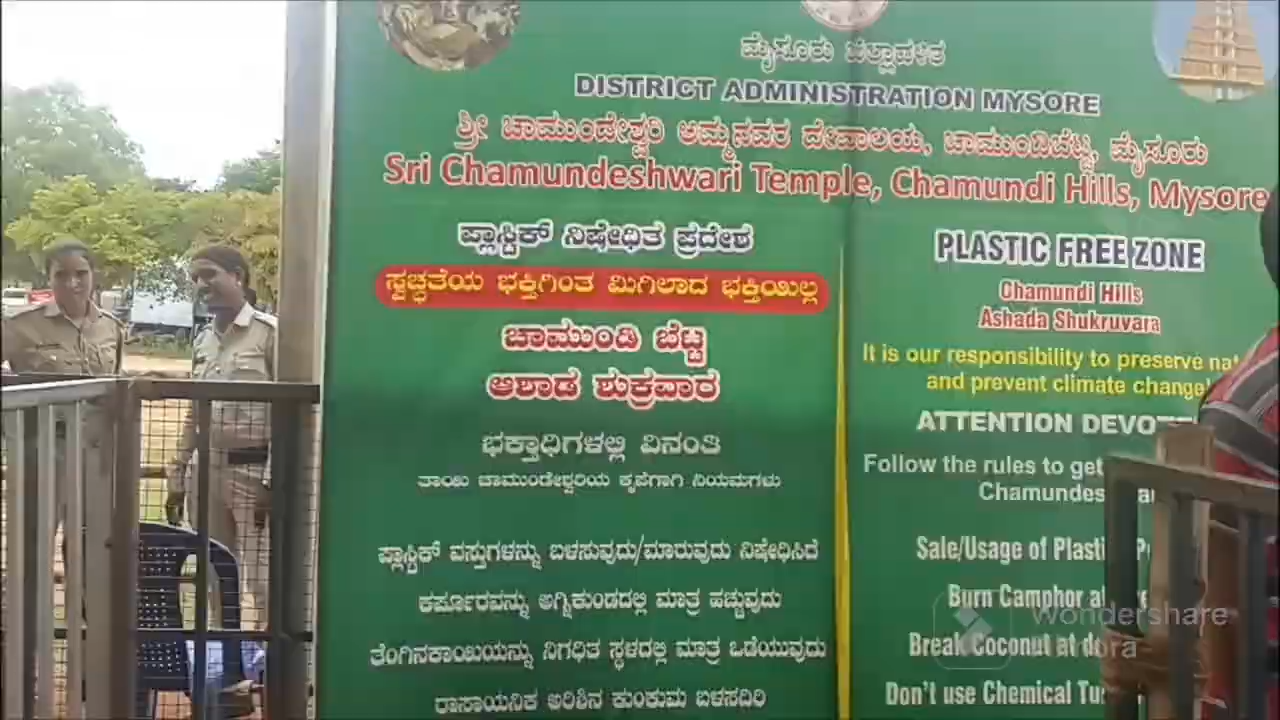 ಮೈಸೂರು ಜಿಲ್ಲಾಡಳಿತ
DISTRICT ADMINISTRATION MYSORE
ಶ್ರೀ ಚಾಮುಂಡೇಶ್ವರಿ ಅಮ್ಮನವರ ದೇವಾಲಯ, ಚಾಮುಂಡಿಬೆಟ್ಟ, ಮೈಸೂರು
Sri Chamundeshwari Temple, Chamundi Hills, Mysore
ಪ್ಲಾಸ್ಟಿಕ್ ನಿಷೇಧಿತ ಪ್ರದೇಶ
ಸ್ವಚ್ಛತೆಯ ಭಕ್ತಿಗಿಂತ ಮಿಗಿಲಾದ ಭಕ್ತಿಯಿಲ್ಲ
ಚಾಮುಂಡಿ ಬೆಟ್ಟ
ಆಶಾಡ ಶುಕ್ರವಾರ
ಭಕ್ತಾಧಿಗಳಲ್ಲಿ ವಿನಂತಿ
ತಾಯಿ ಚಾಮುಂಡೇಶ್ವರಿಯ ಕೃಪೆಗಾಗಿ ನಿಯಮಗಳು
ಪ್ಲಾಸ್ಟಿಕ್ ವಸ್ತುಗಳನ್ನು ಬಳಸುವುದು/ಮಾರುವುದು ನಿಷೇಧಿಸಿದೆ
ಕರ್ಪೂರವನ್ನು ಅಗ್ನಿಕುಂಡದಲ್ಲಿ ಮಾತ್ರ ಹಚ್ಚುವುದು
ತೆಂಗಿನಕಾಯಿಯನ್ನು ನಿಗಧಿತ ಸ್ಥಳದಲ್ಲಿ ಮಾತ್ರ ಒಡೆಯುವುದು
ರಾಸಾಯನಿಕ ಅರಿಶಿನ ಕುಂಕುಮ ಬಳಸದಿರಿ
PLASTIC FREE ZONE
Chamundi Hills
Ashada Shukruvara
It is our responsibility to preserve
and prevent climate change!
ATTENTION
Follow the rules to get
Sale/Usage of
Burn Camphor
Break Coconut at
Don't use Chemical
Wondershare